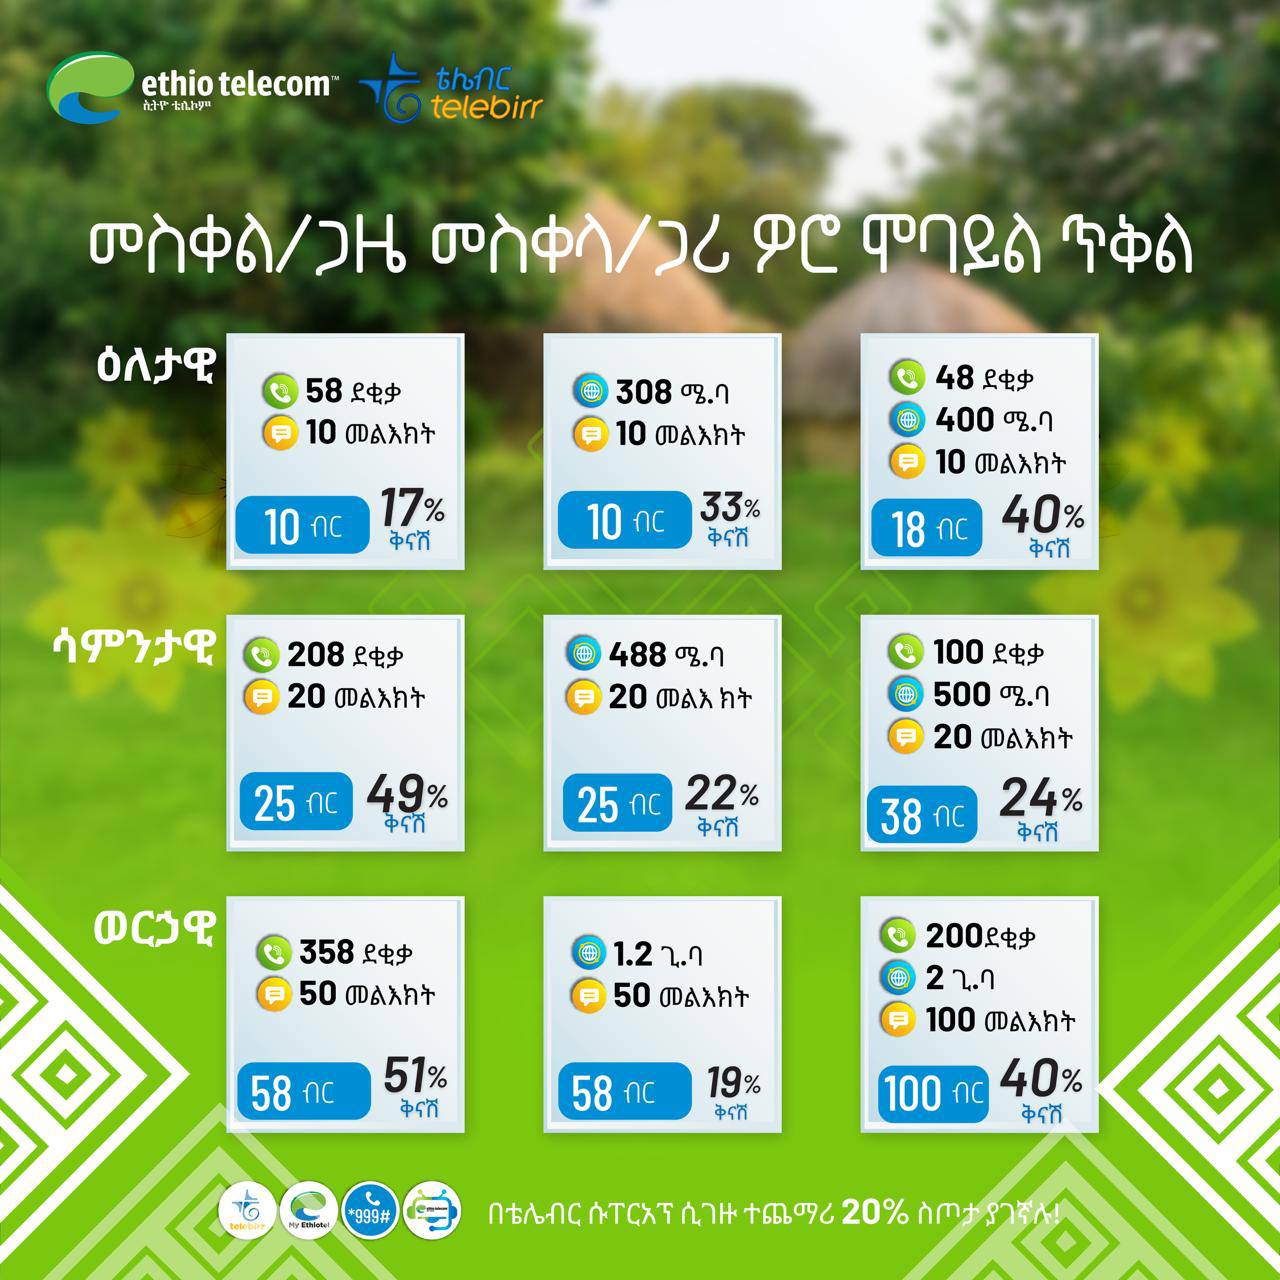 ethio telecom™
ኢትዮ ቴሌኮም
ቴሌብር
telebirr
መስቀል/ጋዜ መስቀላ/ጋሪ ዎሮ ሞባይል ጥቅል
ዕለታዊ
58 ደቂቃ
10 መልእክት
10 ብር
17%
ቅናሽ
308 ሜ.ባ
10 መልእክት
10 ብር
33%
ቅናሽ
48 ደቂቃ
400 ሜ.ባ
10 መልእክት
18 ብር
40%
ቅናሽ
ሳምንታዊ
208 ደቂቃ
20 መልእክት
25 ብር
49%
ቅናሽ
488 ሜ.ባ
20 መልእ ክት
25 ብር
22%
ቅናሽ
100 ደቂቃ
500 ሜ.ባ
20 መልእክት
38 ብር
24%
ቅናሽ
ወርኃዊ
358 ደቂቃ
50 መልእክት
58 ብር
51%
ቅናሽ
1.2 ጊ.ባ
50 መልእክት
58 ብር
19%
ቅናሽ
200ደቂቃ
2 ጊ.ባ
100 መልእክት
100 ብር
40%
ቅናሽ
telebirr
My Ethiotel
*999#
ethio telecom
በቴሌብር ሱፐርአፕ ሲገዙ ተጨማሪ 20% ስጦታ ያገኛሉ!